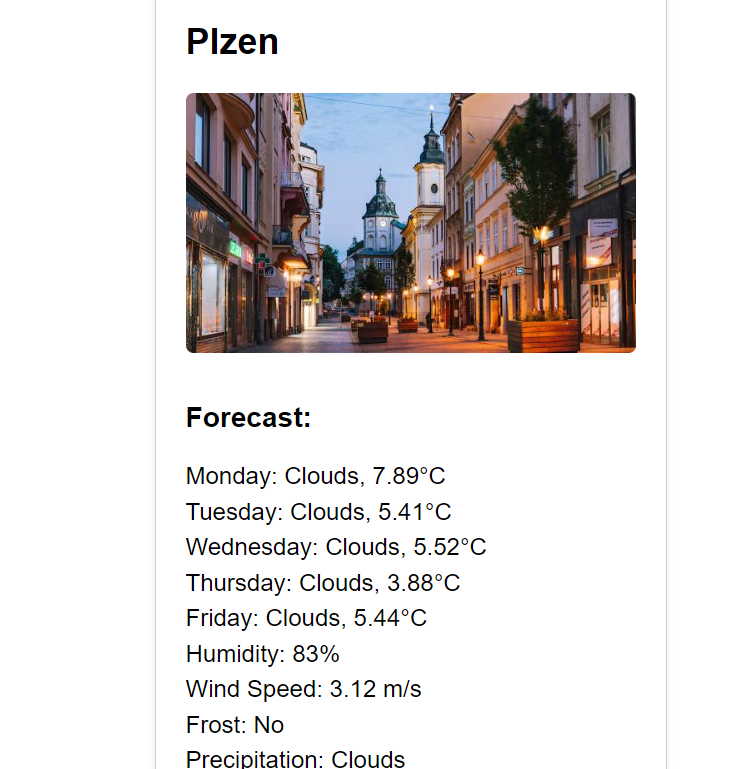 Plzen
Forecast:
Monday: Clouds, 7.89°C
Tuesday: Clouds, 5.41°C
Wednesday: Clouds, 5.52°C
Thursday: Clouds, 3.88°C
Friday: Clouds, 5.44°C
Humidity: 83%
Wind Speed: 3.12 m/s
Frost: No
Precipitation: Clouds